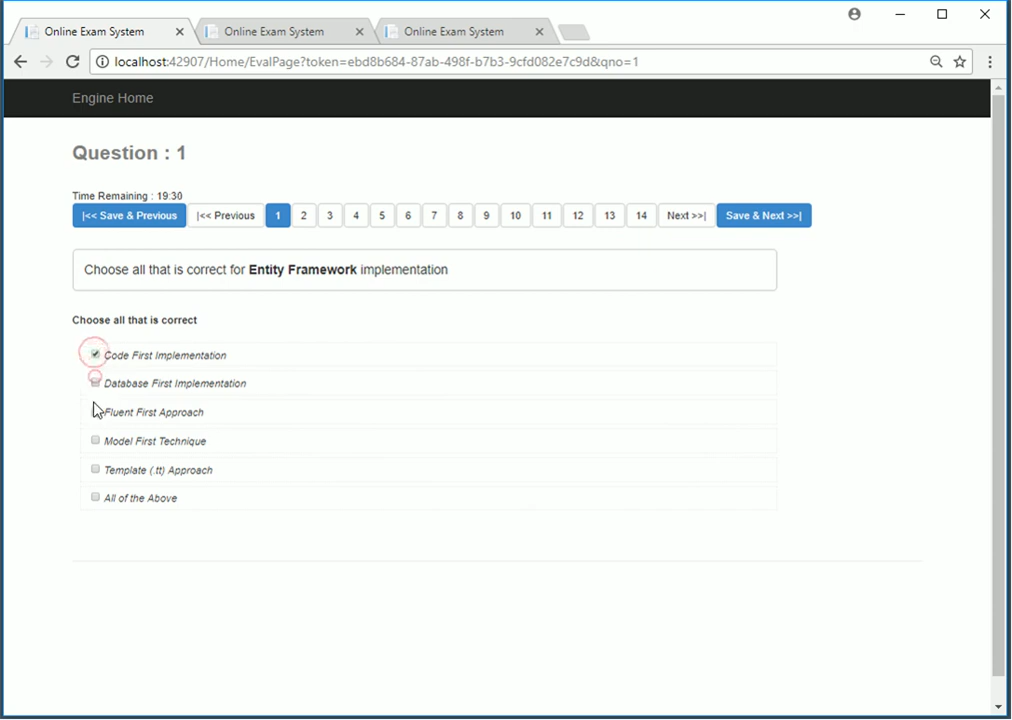 Online Exam System
Online Exam System
Online Exam System
localhost:42907/Home/EvalPage?token=ebd8b684-87ab-498f-b7b3-9cfd082e7c9d&qno=1
Engine Home
Question : 1
Time Remaining : 19:30
|<< Save & Previous |<< Previous 1 2 3 4 5 6 7 8 9 10 11 12 13 14 Next >>| Save & Next >>|
Choose all that is correct for Entity Framework implementation
Choose all that is correct
Code First Implementation
Database First Implementation
Fluent First Approach
Model First Technique
Template (.tt) Approach
All of the Above